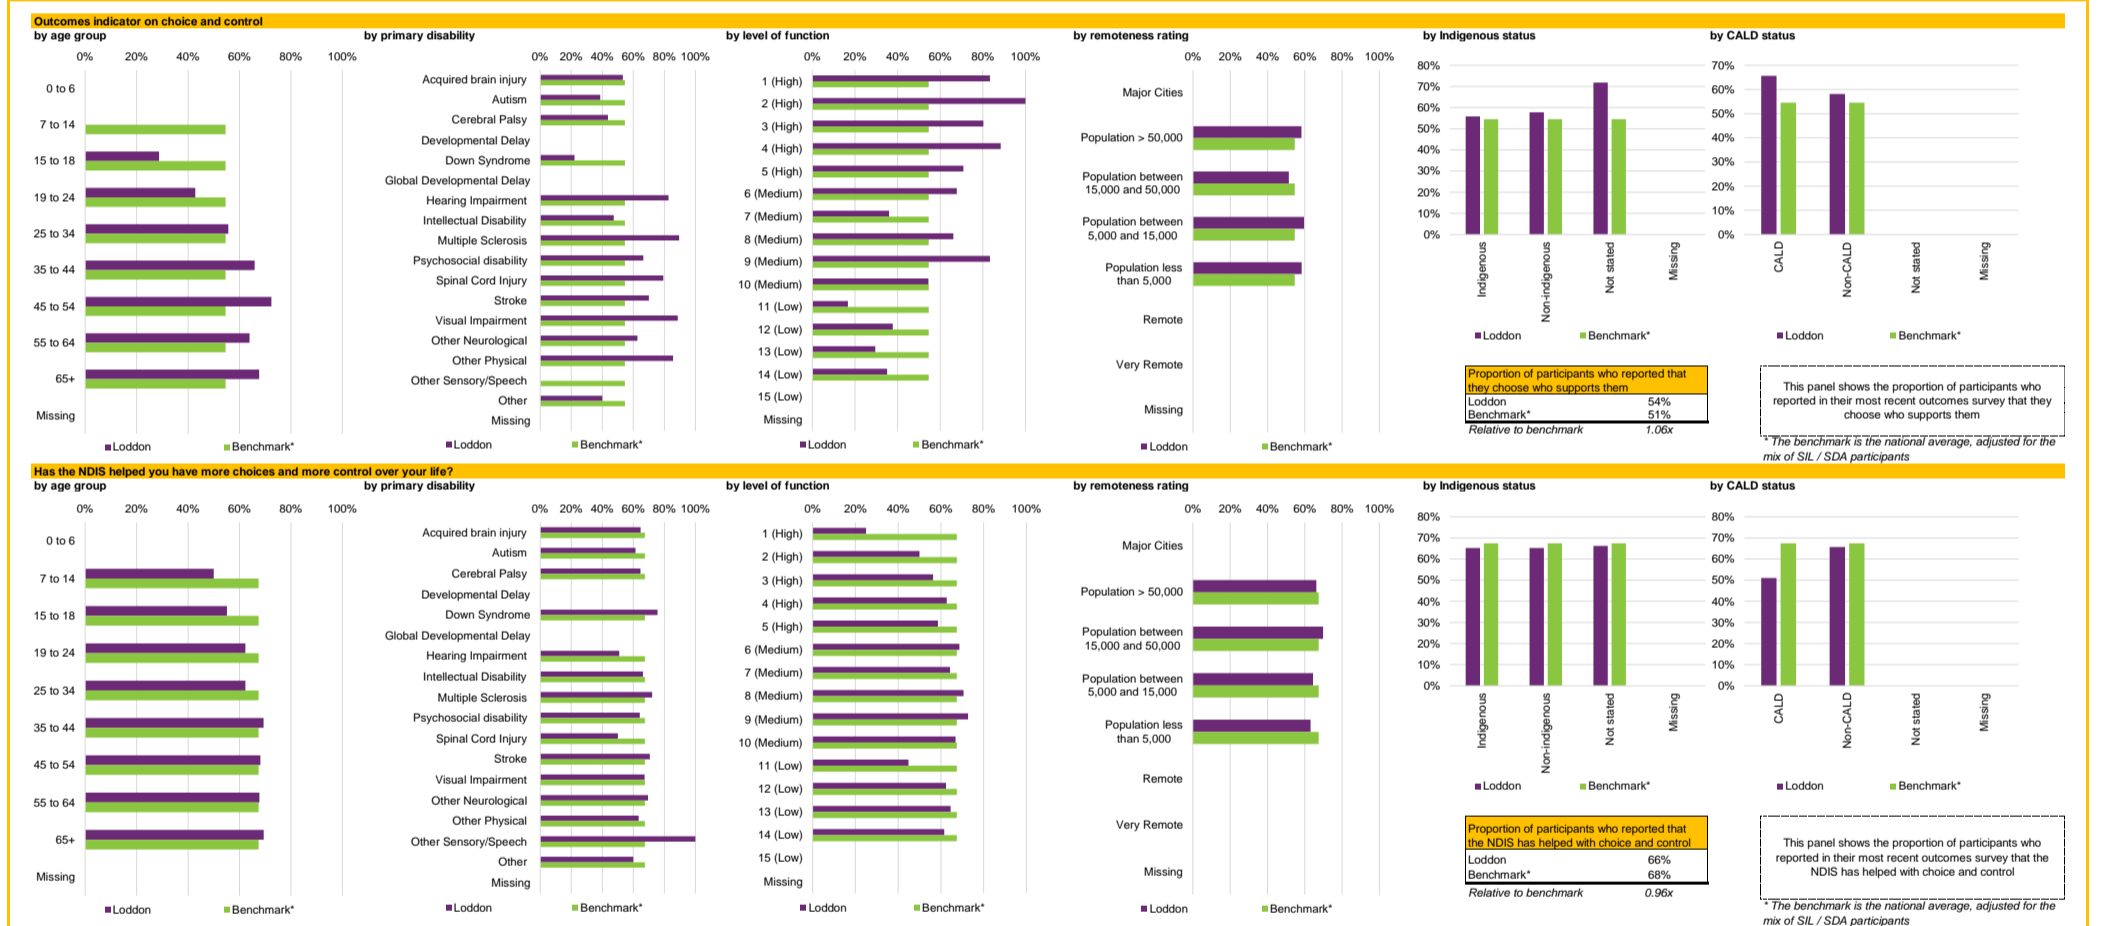 Outcomes indicator on choice and control
by age group
0% 20% 40% 60% 80% 100%
0 to 6
7 to 14
15 to 18
19 to 24
25 to 34
35 to 44
45 to 54
55 to 64
65+
Missing
Loddon Benchmark*
by primary disability
0% 20% 40% 60% 80% 100%
Acquired brain injury
Autism
Cerebral Palsy
Developmental Delay
Down Syndrome
Global Developmental Delay
Hearing Impairment
Intellectual Disability
Multiple Sclerosis
Psychosocial disability
Spinal Cord Injury
Stroke
Visual Impairment
Other Neurological
Other Physical
Other Sensory/Speech
Other
Missing
Loddon Benchmark*
by level of function
0% 20% 40% 60% 80% 100%
1 (High)
2 (High)
3 (High)
4 (High)
5 (High)
6 (Medium)
7 (Medium)
8 (Medium)
9 (Medium)
10 (Medium)
11 (Low)
12 (Low)
13 (Low)
14 (Low)
15 (Low)
Missing
Loddon Benchmark*
by remoteness rating
0% 20% 40% 60% 80% 100%
Major Cities
Population > 50,000
Population between
15,000 and 50,000
Population between
5,000 and 15,000
Population less
than 5,000
Remote
Very Remote
Missing
Loddon Benchmark*
by Indigenous status
80%
70%
60%
50%
40%
30%
20%
10%
0%
Indigenous
Non-indigenous
Not stated
Missing
Loddon Benchmark*
by CALD status
70%
60%
50%
40%
30%
20%
10%
0%
CALD
Non-CALD
Not stated
Missing
Loddon Benchmark*
Proportion of participants who reported that
they choose who supports them
Loddon 54%
Benchmark* 51%
Relative to benchmark 1.06x
This panel shows the proportion of participants who
reported in their most recent outcomes survey that they
choose who supports them
* The benchmark is the national average, adjusted for the
mix of SIL / SDA participants
Has the NDIS helped you have more choices and more control over your life?
by age group
0% 20% 40% 60% 80% 100%
0 to 6
7 to 14
15 to 18
19 to 24
25 to 34
35 to 44
45 to 54
55 to 64
65+
Missing
Loddon Benchmark*
by primary disability
0% 20% 40% 60% 80% 100%
Acquired brain injury
Autism
Cerebral Palsy
Developmental Delay
Down Syndrome
Global Developmental Delay
Hearing Impairment
Intellectual Disability
Multiple Sclerosis
Psychosocial disability
Spinal Cord Injury
Stroke
Visual Impairment
Other Neurological
Other Physical
Other Sensory/Speech
Other
Missing
Loddon Benchmark*
by level of function
0% 20% 40% 60% 80% 100%
1 (High)
2 (High)
3 (High)
4 (High)
5 (High)
6 (Medium)
7 (Medium)
8 (Medium)
9 (Medium)
10 (Medium)
11 (Low)
12 (Low)
13 (Low)
14 (Low)
15 (Low)
Missing
Loddon Benchmark*
by remoteness rating
0% 20% 40% 60% 80% 100%
Major Cities
Population > 50,000
Population between
15,000 and 50,000
Population between
5,000 and 15,000
Population less
than 5,000
Remote
Very Remote
Missing
Loddon Benchmark*
by Indigenous status
80%
70%
60%
50%
40%
30%
20%
10%
0%
Indigenous
Non-indigenous
Not stated
Missing
Loddon Benchmark*
by CALD status
80%
70%
60%
50%
40%
30%
20%
10%
0%
CALD
Non-CALD
Not stated
Missing
Loddon Benchmark*
Proportion of participants who reported that
the NDIS has helped with choice and control
Loddon 66%
Benchmark* 68%
Relative to benchmark 0.96x
This panel shows the proportion of participants who
reported in their most recent outcomes survey that the
NDIS has helped with choice and control
* The benchmark is the national average, adjusted for the
mix of SIL / SDA participants